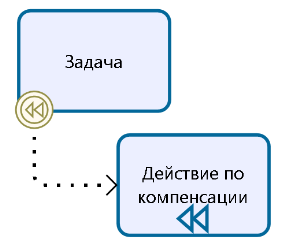 Задача
Действие по
компенсации